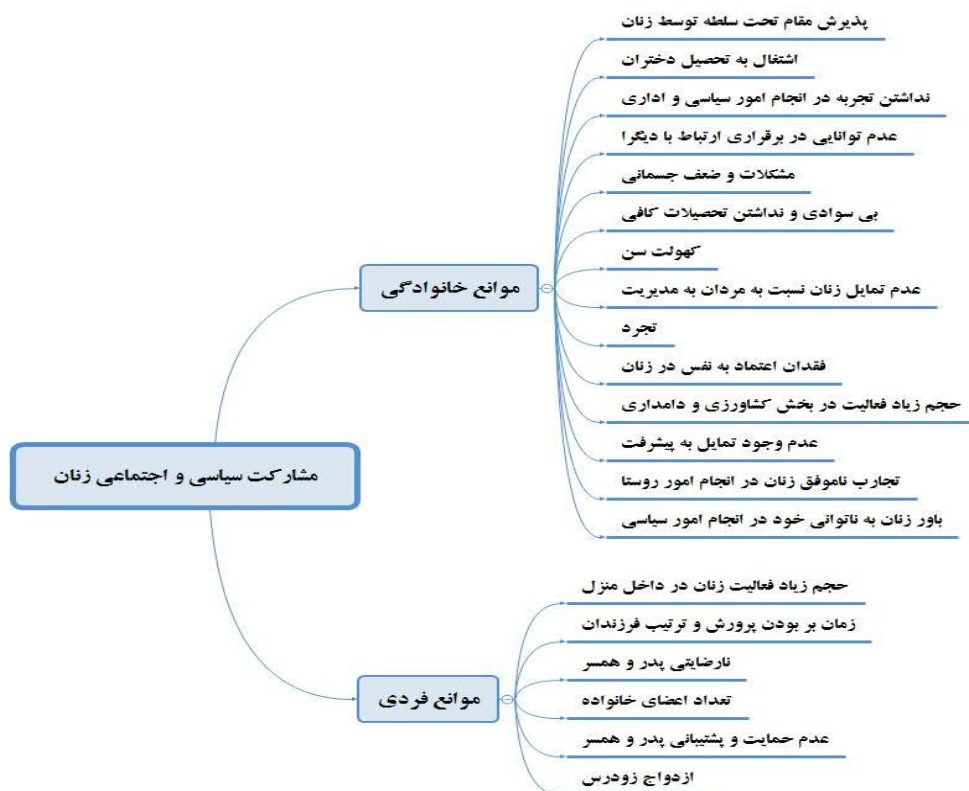 مشارکت سیاسی و اجتماعی زنان
موانع خانوادگی
پذیرش مقام تحت سلطه توسط زنان
اشتغال به تحصیل دختران
نداشتن تجربه در انجام امور سیاسی و اداری
عدم توانایی در برقراری ارتباط با دیگرا
مشکلات و ضعف جسمانی
بی سوادی و نداشتن تحصیلات کافی
کهولت سن
عدم تمایل زنان نسبت به مردان به مدیریت
تجرد
فقدان اعتماد به نفس در زنان
حجم زیاد فعالیت در بخش کشاورزی و دامداری
عدم وجود تمایل به پیشرفت
تجارب ناموفق زنان در انجام امور روستا
باور زنان به ناتوانی خود در انجام امور سیاسی
موانع فردی
حجم زیاد فعالیت زنان در داخل منزل
زمان بر بودن پرورش و ترتیب فرزندان
نارضایتی پدر و همسر
تعداد اعضای خانواده
عدم حمایت و پشتیبانی پدر و همسر
ازدواج زودرس